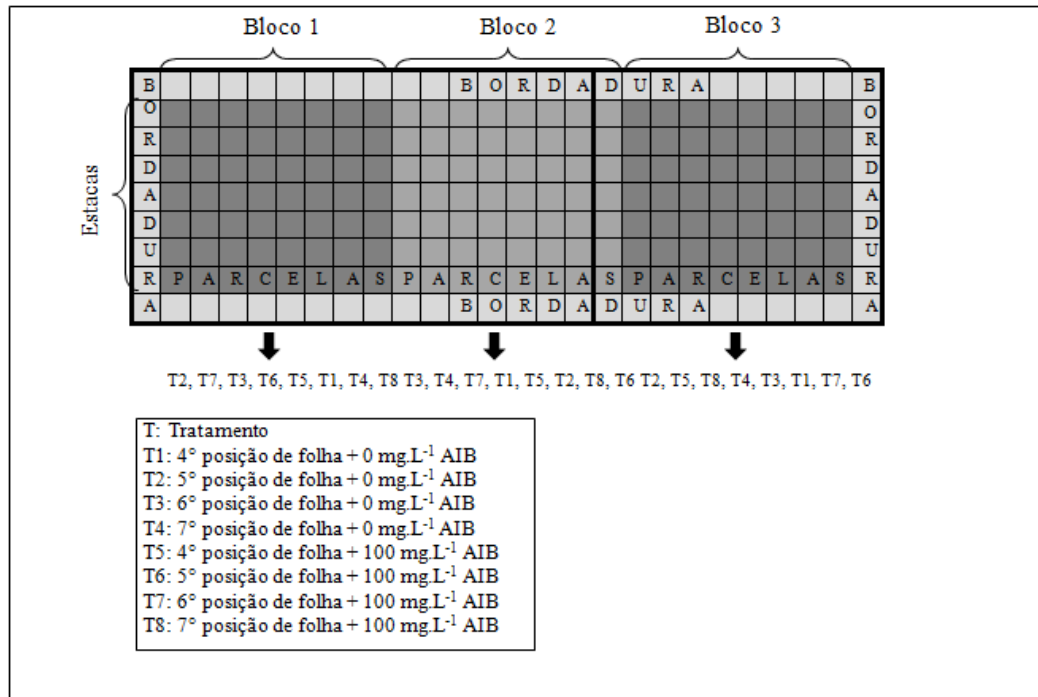 Bloco 1 Bloco 2 Bloco 3
B B O R D A D U R A B
O O
R R
D D
A A
D D
U U
R P A R C E L A S P A R C E L A S P A R C E L A S R
A B O R D A D U R A A
Estacas
T2, T7, T3, T6, T5, T1, T4, T8 T3, T4, T7, T1, T5, T2, T8, T6 T2, T5, T8, T4, T3, T1, T7, T6
T: Tratamento
T1: 4° posição de folha + 0 mg.L-1 AIB
T2: 5° posição de folha + 0 mg.L-1 AIB
T3: 6° posição de folha + 0 mg.L-1 AIB
T4: 7° posição de folha + 0 mg.L-1 AIB
T5: 4° posição de folha + 100 mg.L-1 AIB
T6: 5° posição de folha + 100 mg.L-1 AIB
T7: 6° posição de folha + 100 mg.L-1 AIB
T8: 7° posição de folha + 100 mg.L-1 AIB